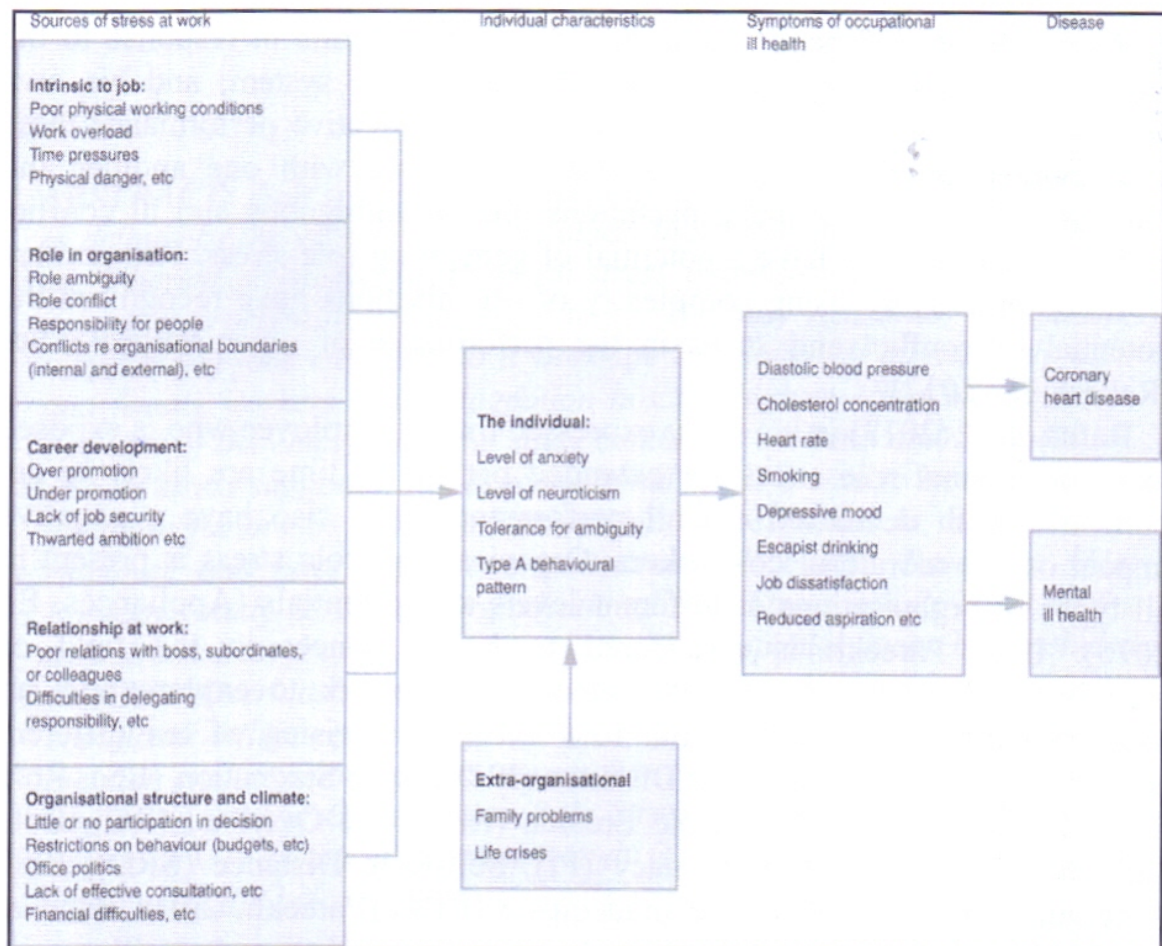 Sources of stress at work
Individual characteristics
Symptoms of occupational
ill health
Disease
Intrinsic to job:
Poor physical working conditions
Work overload
Time pressures
Physical danger, etc
Role in organisation:
Role ambiguity
Role conflict
Responsibility for people
Conflicts re organisational boundaries
(internal and external), etc
Career development:
Over promotion
Under promotion
Lack of job security
Thwarted ambition etc
Relationship at work:
Poor relations with boss, subordinates,
or colleagues
Difficulties in delegating
responsibility, etc
Organisational structure and climate:
Little or no participation in decision
Restrictions on behaviour (budgets, etc)
Office politics
Lack of effective consultation, etc
Financial difficulties, etc
The individual:
Level of anxiety
Level of neuroticism
Tolerance for ambiguity
Type A behavioural
pattern
Extra-organisational
Family problems
Life crises
Diastolic blood pressure
Cholesterol concentration
Heart rate
Smoking
Depressive mood
Escapist drinking
Job dissatisfaction
Reduced aspiration etc
Coronary
heart disease
Mental
ill health